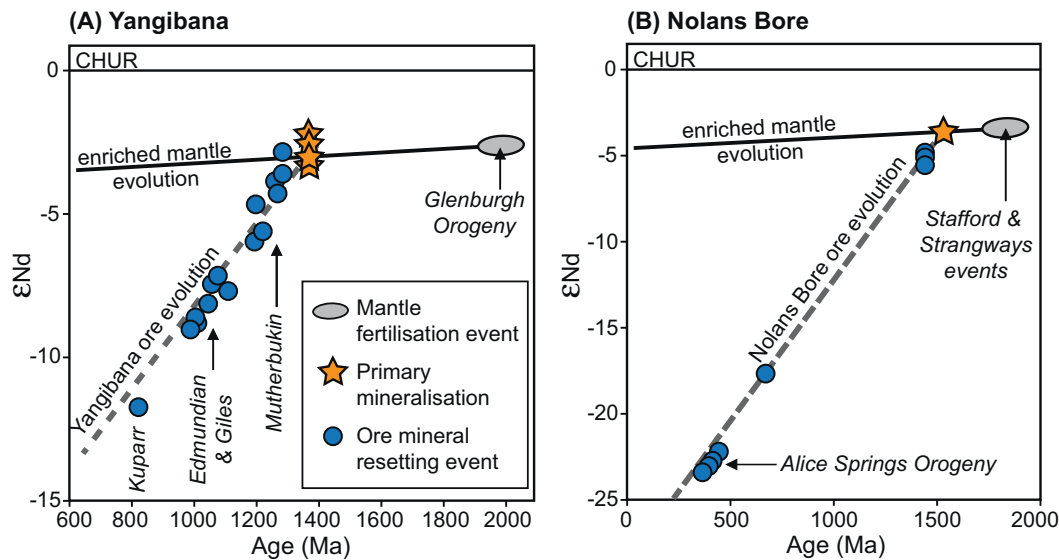 (A) Yangibana
CHUR
0
-5
-10
-15
εNd
enriched mantle
evolution
Glenburgh
Orogeny
Yangibana ore evolution
Kuparr
Edmundian
& Giles
Mutherbukin
Mantle
fertilisation event
Primary
mineralisation
Ore mineral
resetting event
600 800 1000 1200 1400 1600 1800 2000
Age (Ma)
(B) Nolans Bore
CHUR
0
-5
-10
-15
-20
-25
εNd
enriched mantle
evolution
Stafford &
Strangways
events
Nolans Bore ore evolution
Alice Springs Orogeny
0 500 1000 1500 2000
Age (Ma)